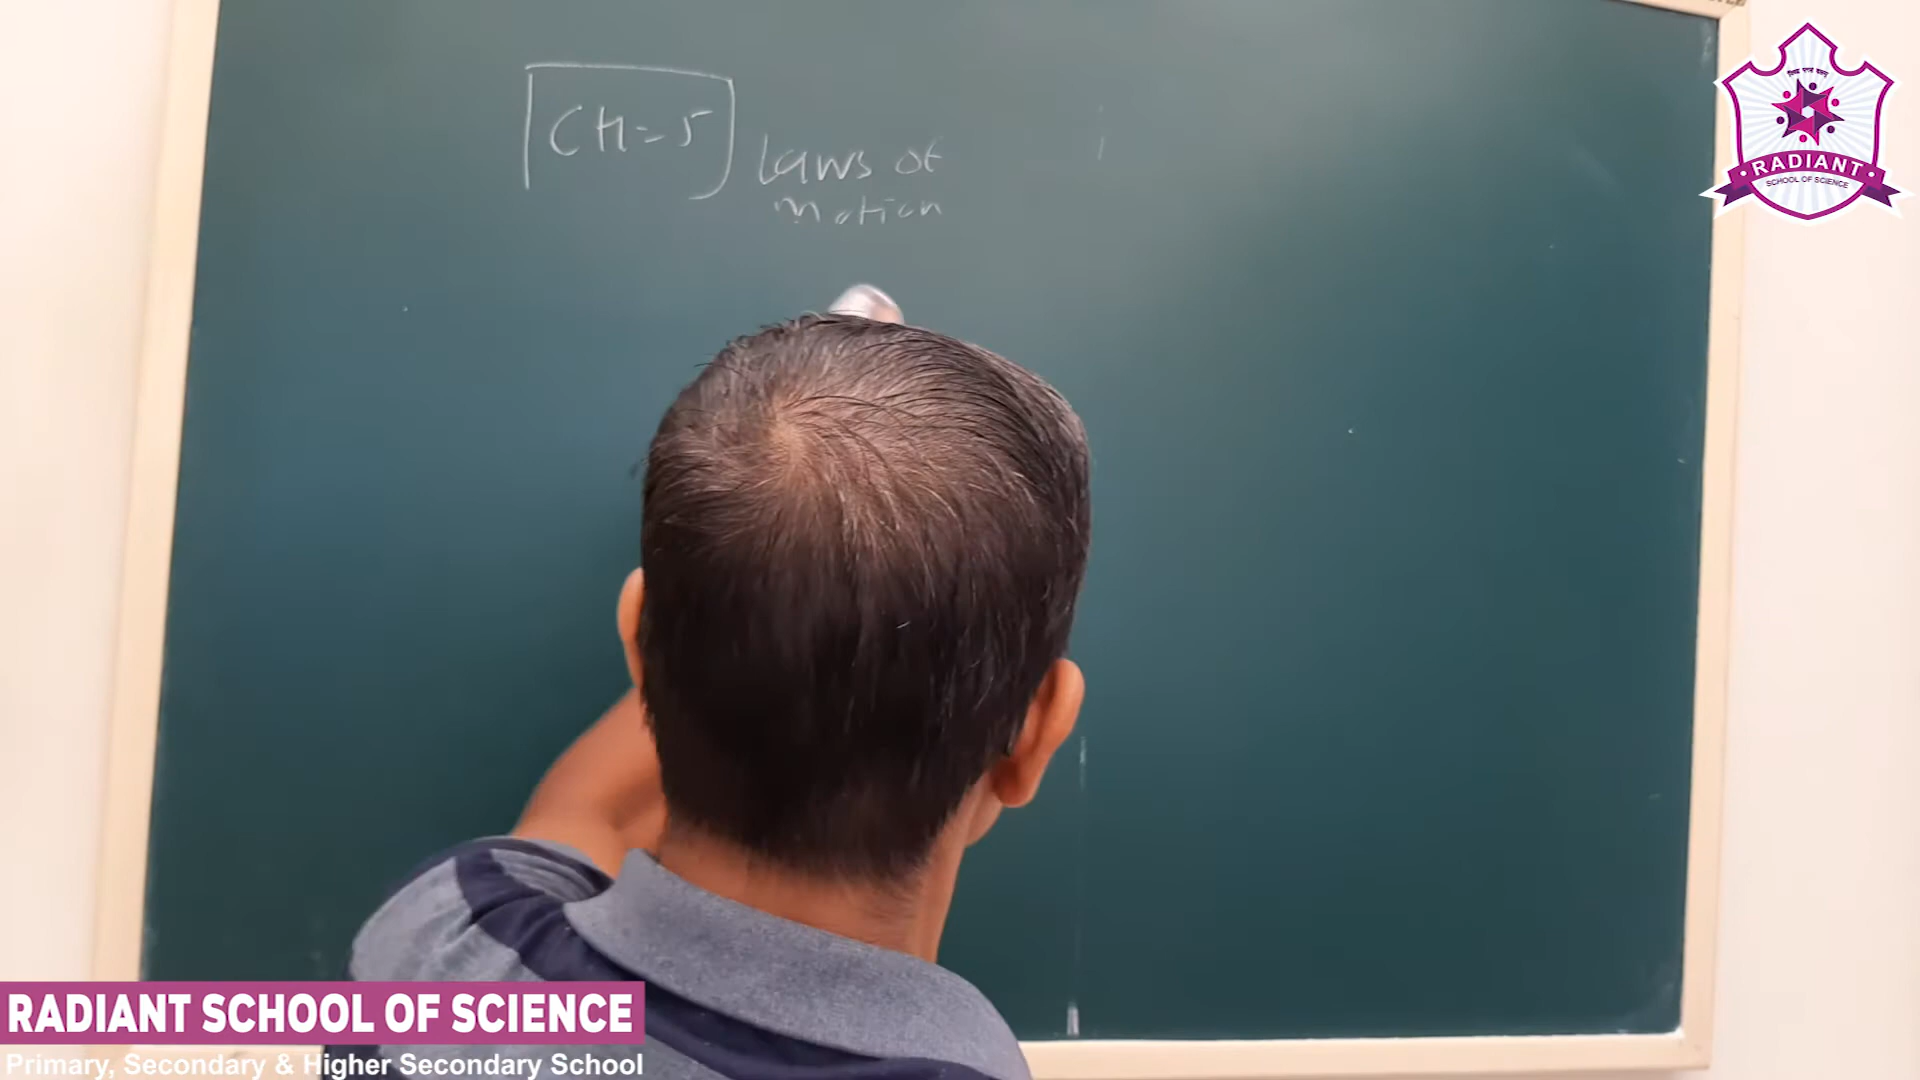 CH=5
Laws of
motion
RADIANT
SCHOOL OF SCIENCE
RADIANT SCHOOL OF SCIENCE
Primary, Secondary & Higher Secondary School